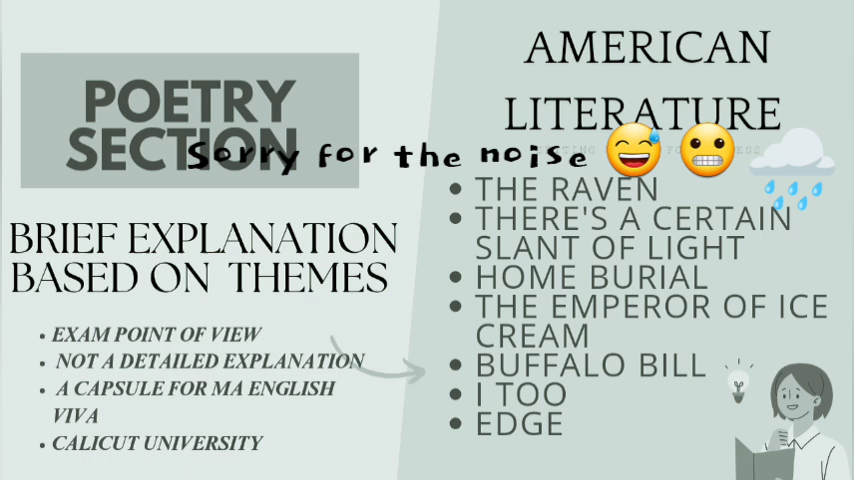 POETRY
SECTION
Sorry for the noise
BRIEF EXPLANATION
BASED ON THEMES
EXAM POINT OF VIEW
NOT A DETAILED EXPLANATION
A CAPSULE FOR MA ENGLISH
VIVA
CALICUT UNIVERSITY
AMERICAN
LITERATURE
THE RAVEN
THERE'S A CERTAIN
SLANT OF LIGHT
HOME BURIAL
THE EMPEROR OF ICE
CREAM
BUFFALO BILL
I TOO
EDGE